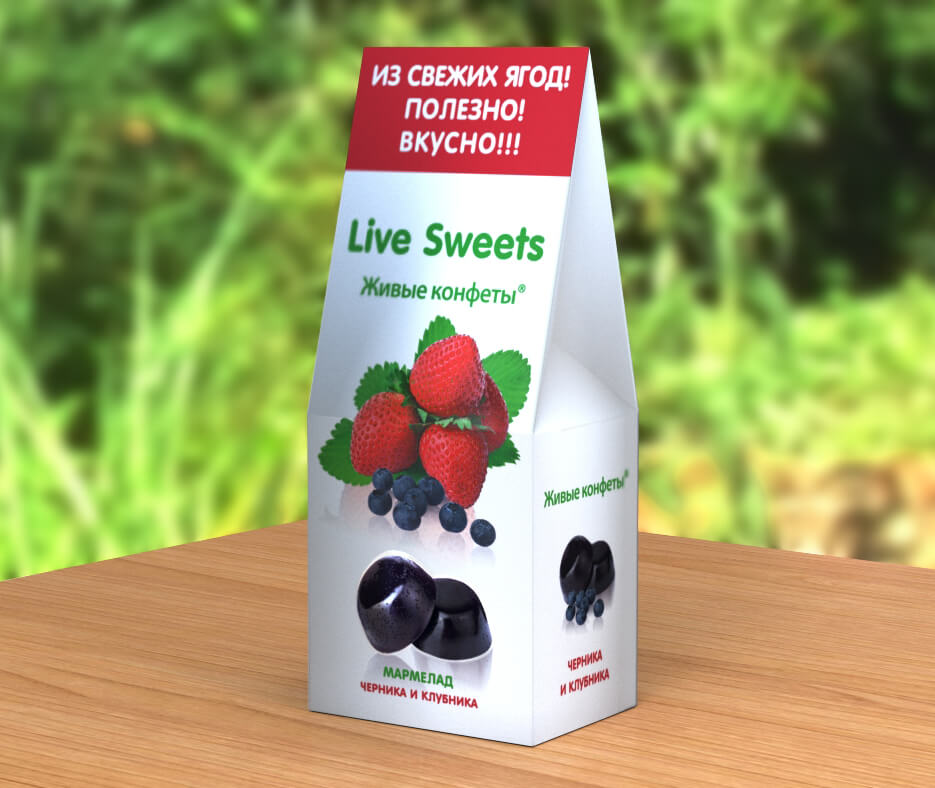 ИЗ СВЕЖИХ ЯГОД!
ПОЛЕЗНО!
ВКУСНО!!!
Live Sweets
Живые конфеты®
МАРМЕЛАД
ЧЕРНИКА И КЛУБНИКА
Живые конфеты®
ЧЕРНИКА
И КЛУБНИКА